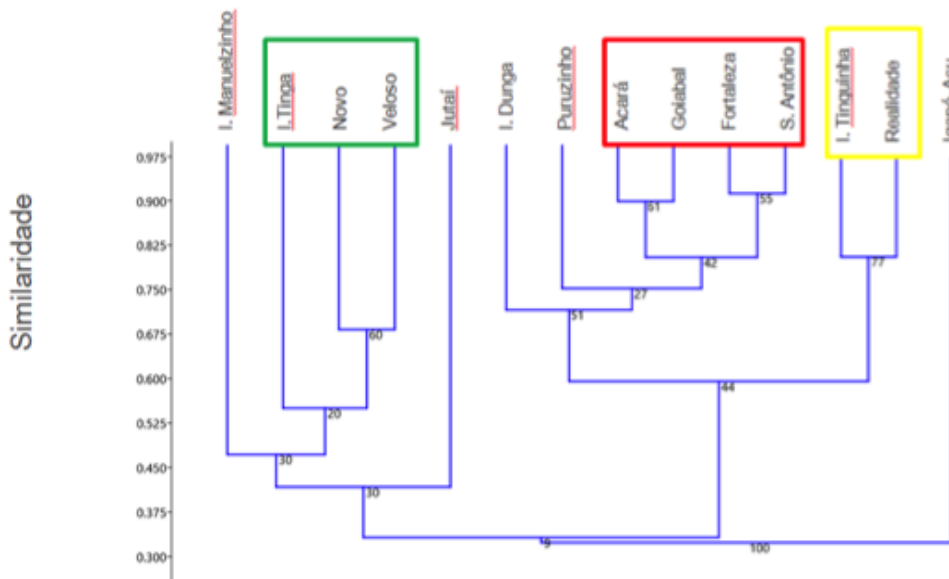 I. Manuelzinho
I. Tinga
Novo
Veloso
Jutaí
I. Dunga
Puruzinho
Acará
Goiabal
Fortaleza
S. Antônio
I. Tinquinha
Realidade
Similaridade
0.975
0.900
0.825
0.750
0.675
0.600
0.525
0.450
0.375
0.300
61
55
42
77
27
51
60
44
20
30
30
9
100